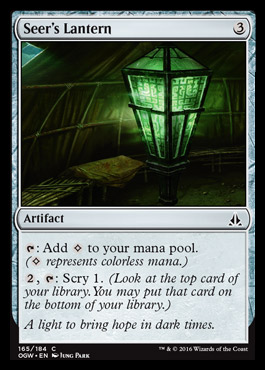 Seer's Lantern 3
Artifact
: Add to your mana pool.
( represents colorless mana.)
2, : Scry 1. (Look at the top card of
your library. You may put that card on
the bottom of your library.)
A light to bring hope in dark times.
165/184 C
OGW • EN Jung Park
™ & © 2016 Wizards of the Coast